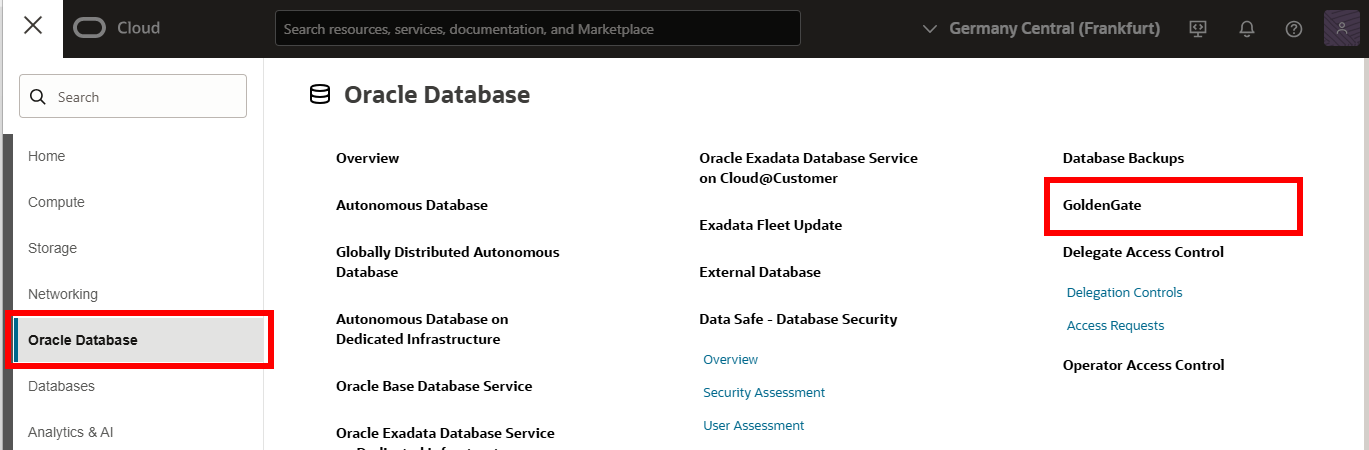 Cloud
Search resources, services, documentation, and Marketplace
Germany Central (Frankfurt)
Search
Home
Compute
Storage
Networking
Oracle Database
Databases
Analytics & AI
Oracle Database
Overview
Autonomous Database
Globally Distributed Autonomous
Database
Autonomous Database on
Dedicated Infrastructure
Oracle Base Database Service
Oracle Exadata Database Service
Oracle Exadata Database Service
on Cloud@Customer
Exadata Fleet Update
External Database
Data Safe - Database Security
Overview
Security Assessment
User Assessment
Database Backups
GoldenGate
Delegate Access Control
Delegation Controls
Access Requests
Operator Access Control